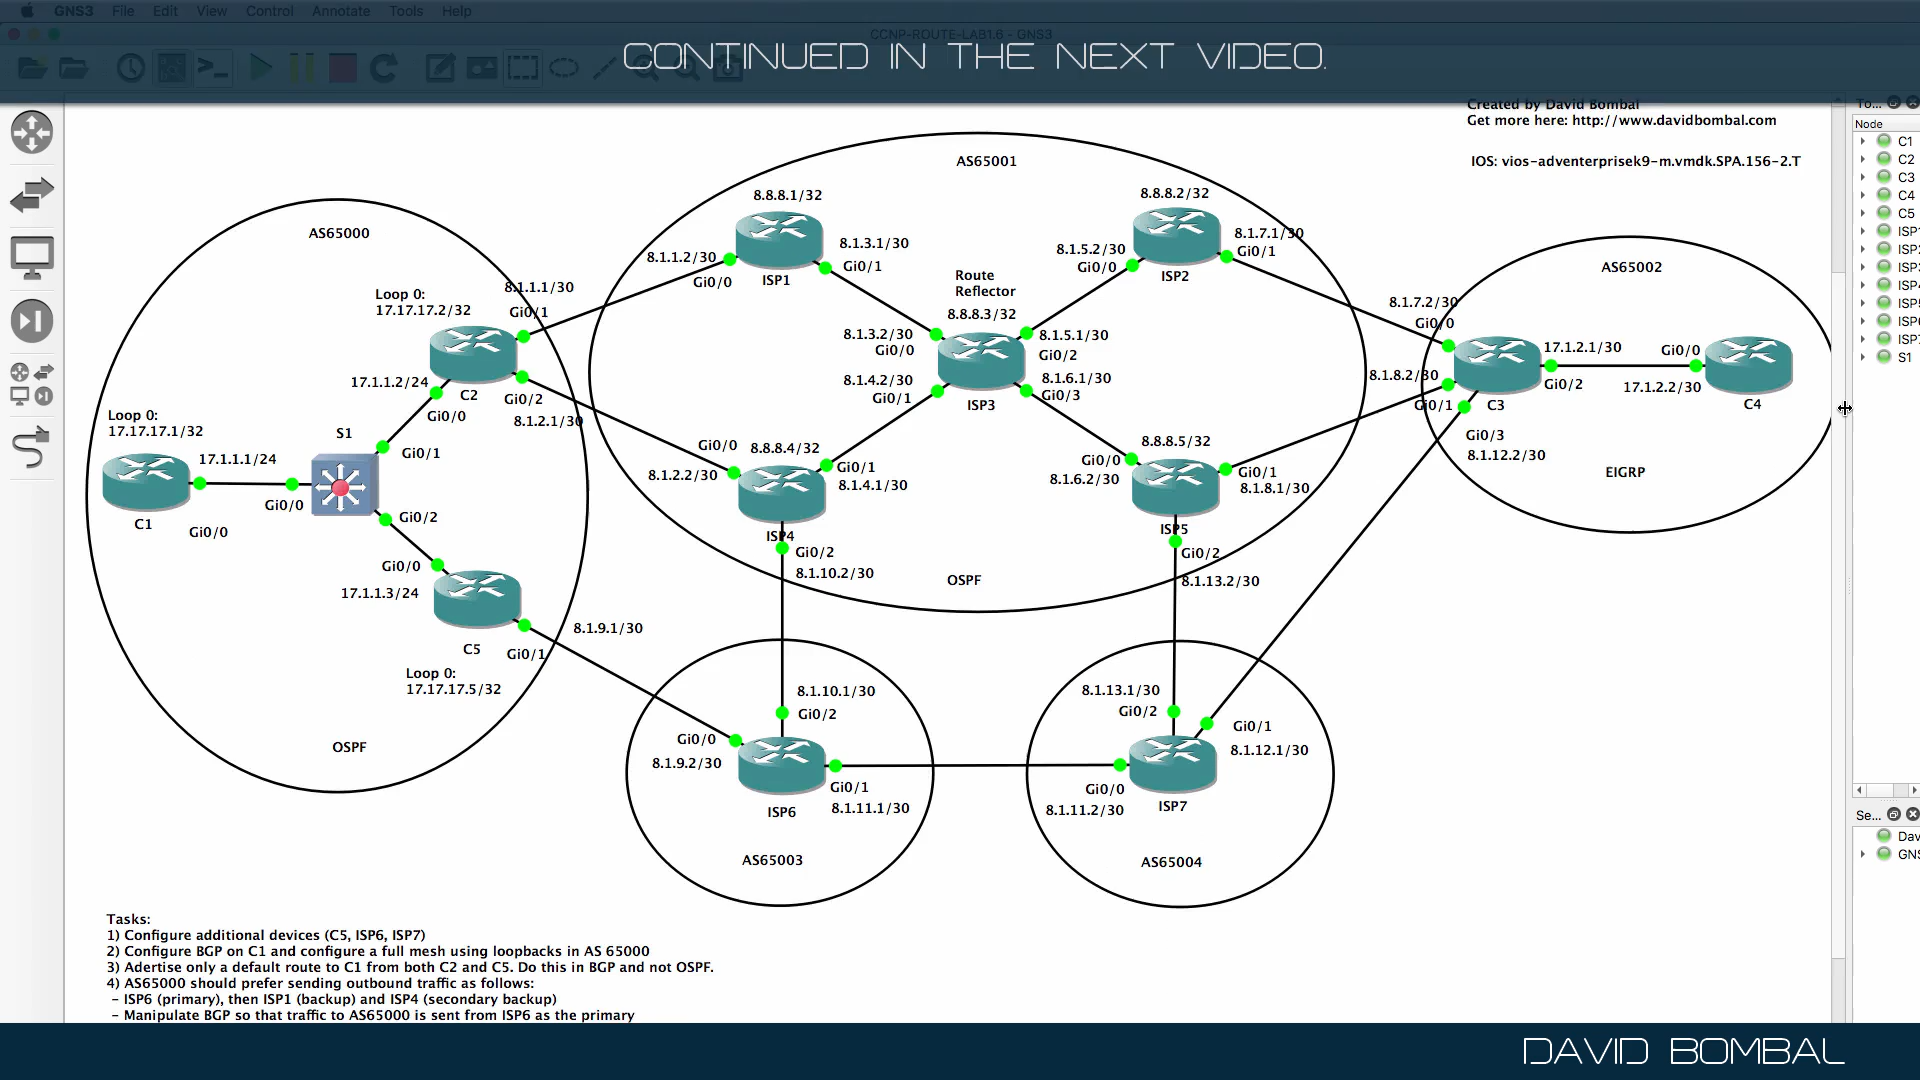 GNS3 File Edit View Control Annotate Tools Help
CCNP-ROUTE-LAB1.6 - GNS3
CONTINUED IN THE NEXT VIDEO.
Created by David Bombal
Get more here: http://www.davidbombal.com
IOS: vios-adventerprisek9-m.vmdk.SPA.156-2.T
AS65000
Loop 0:
17.17.17.2/32
8.1.1.1/30
Gi0/1
17.1.1.2/24
C2
Gi0/0
Gi0/2
8.1.2.1/30
Loop 0:
17.17.17.1/32
17.1.1.1/24
C1
Gi0/0
Gi0/0
S1
Gi0/1
Gi0/2
Gi0/0
17.1.1.3/24
C5
Gi0/1
8.1.9.1/30
Loop 0:
17.17.17.5/32
OSPF
AS65001
8.8.8.1/32
8.1.1.2/30
Gi0/0
ISP1
8.1.3.1/30
Gi0/1
8.8.8.2/32
8.1.5.2/30
Gi0/0
ISP2
8.1.7.1/30
Gi0/1
Route
Reflector
8.8.8.3/32
8.1.3.2/30
Gi0/0
8.1.4.2/30
Gi0/1
ISP3
8.1.5.1/30
Gi0/2
8.1.6.1/30
Gi0/3
Gi0/0
8.8.8.4/32
8.1.2.2/30
Gi0/1
8.1.4.1/30
ISP4
Gi0/2
8.1.10.2/30
8.8.8.5/32
Gi0/0
8.1.6.2/30
Gi0/1
8.1.8.1/30
ISP5
Gi0/2
8.1.13.2/30
OSPF
AS65002
8.1.7.2/30
Gi0/0
8.1.8.2/30
Gi0/1
C3
17.1.2.1/30
Gi0/2
Gi0/3
8.1.12.2/30
Gi0/0
17.1.2.2/30
C4
EIGRP
8.1.10.1/30
Gi0/2
Gi0/0
8.1.9.2/30
ISP6
Gi0/1
8.1.11.1/30
AS65003
8.1.13.1/30
Gi0/2
Gi0/1
8.1.12.1/30
Gi0/0
8.1.11.2/30
ISP7
AS65004
Tasks:
1) Configure additional devices (C5, ISP6, ISP7)
2) Configure BGP on C1 and configure a full mesh using loopbacks in AS 65000
3) Adertise only a default route to C1 from both C2 and C5. Do this in BGP and not OSPF.
4) AS65000 should prefer sending outbound traffic as follows:
- ISP6 (primary), then ISP1 (backup) and ISP4 (secondary backup)
- Manipulate BGP so that traffic to AS65000 is sent from ISP6 as the primary
To...
Node
C1
C2
C3
C4
C5
S1
Se...
DAVID BOMBAL